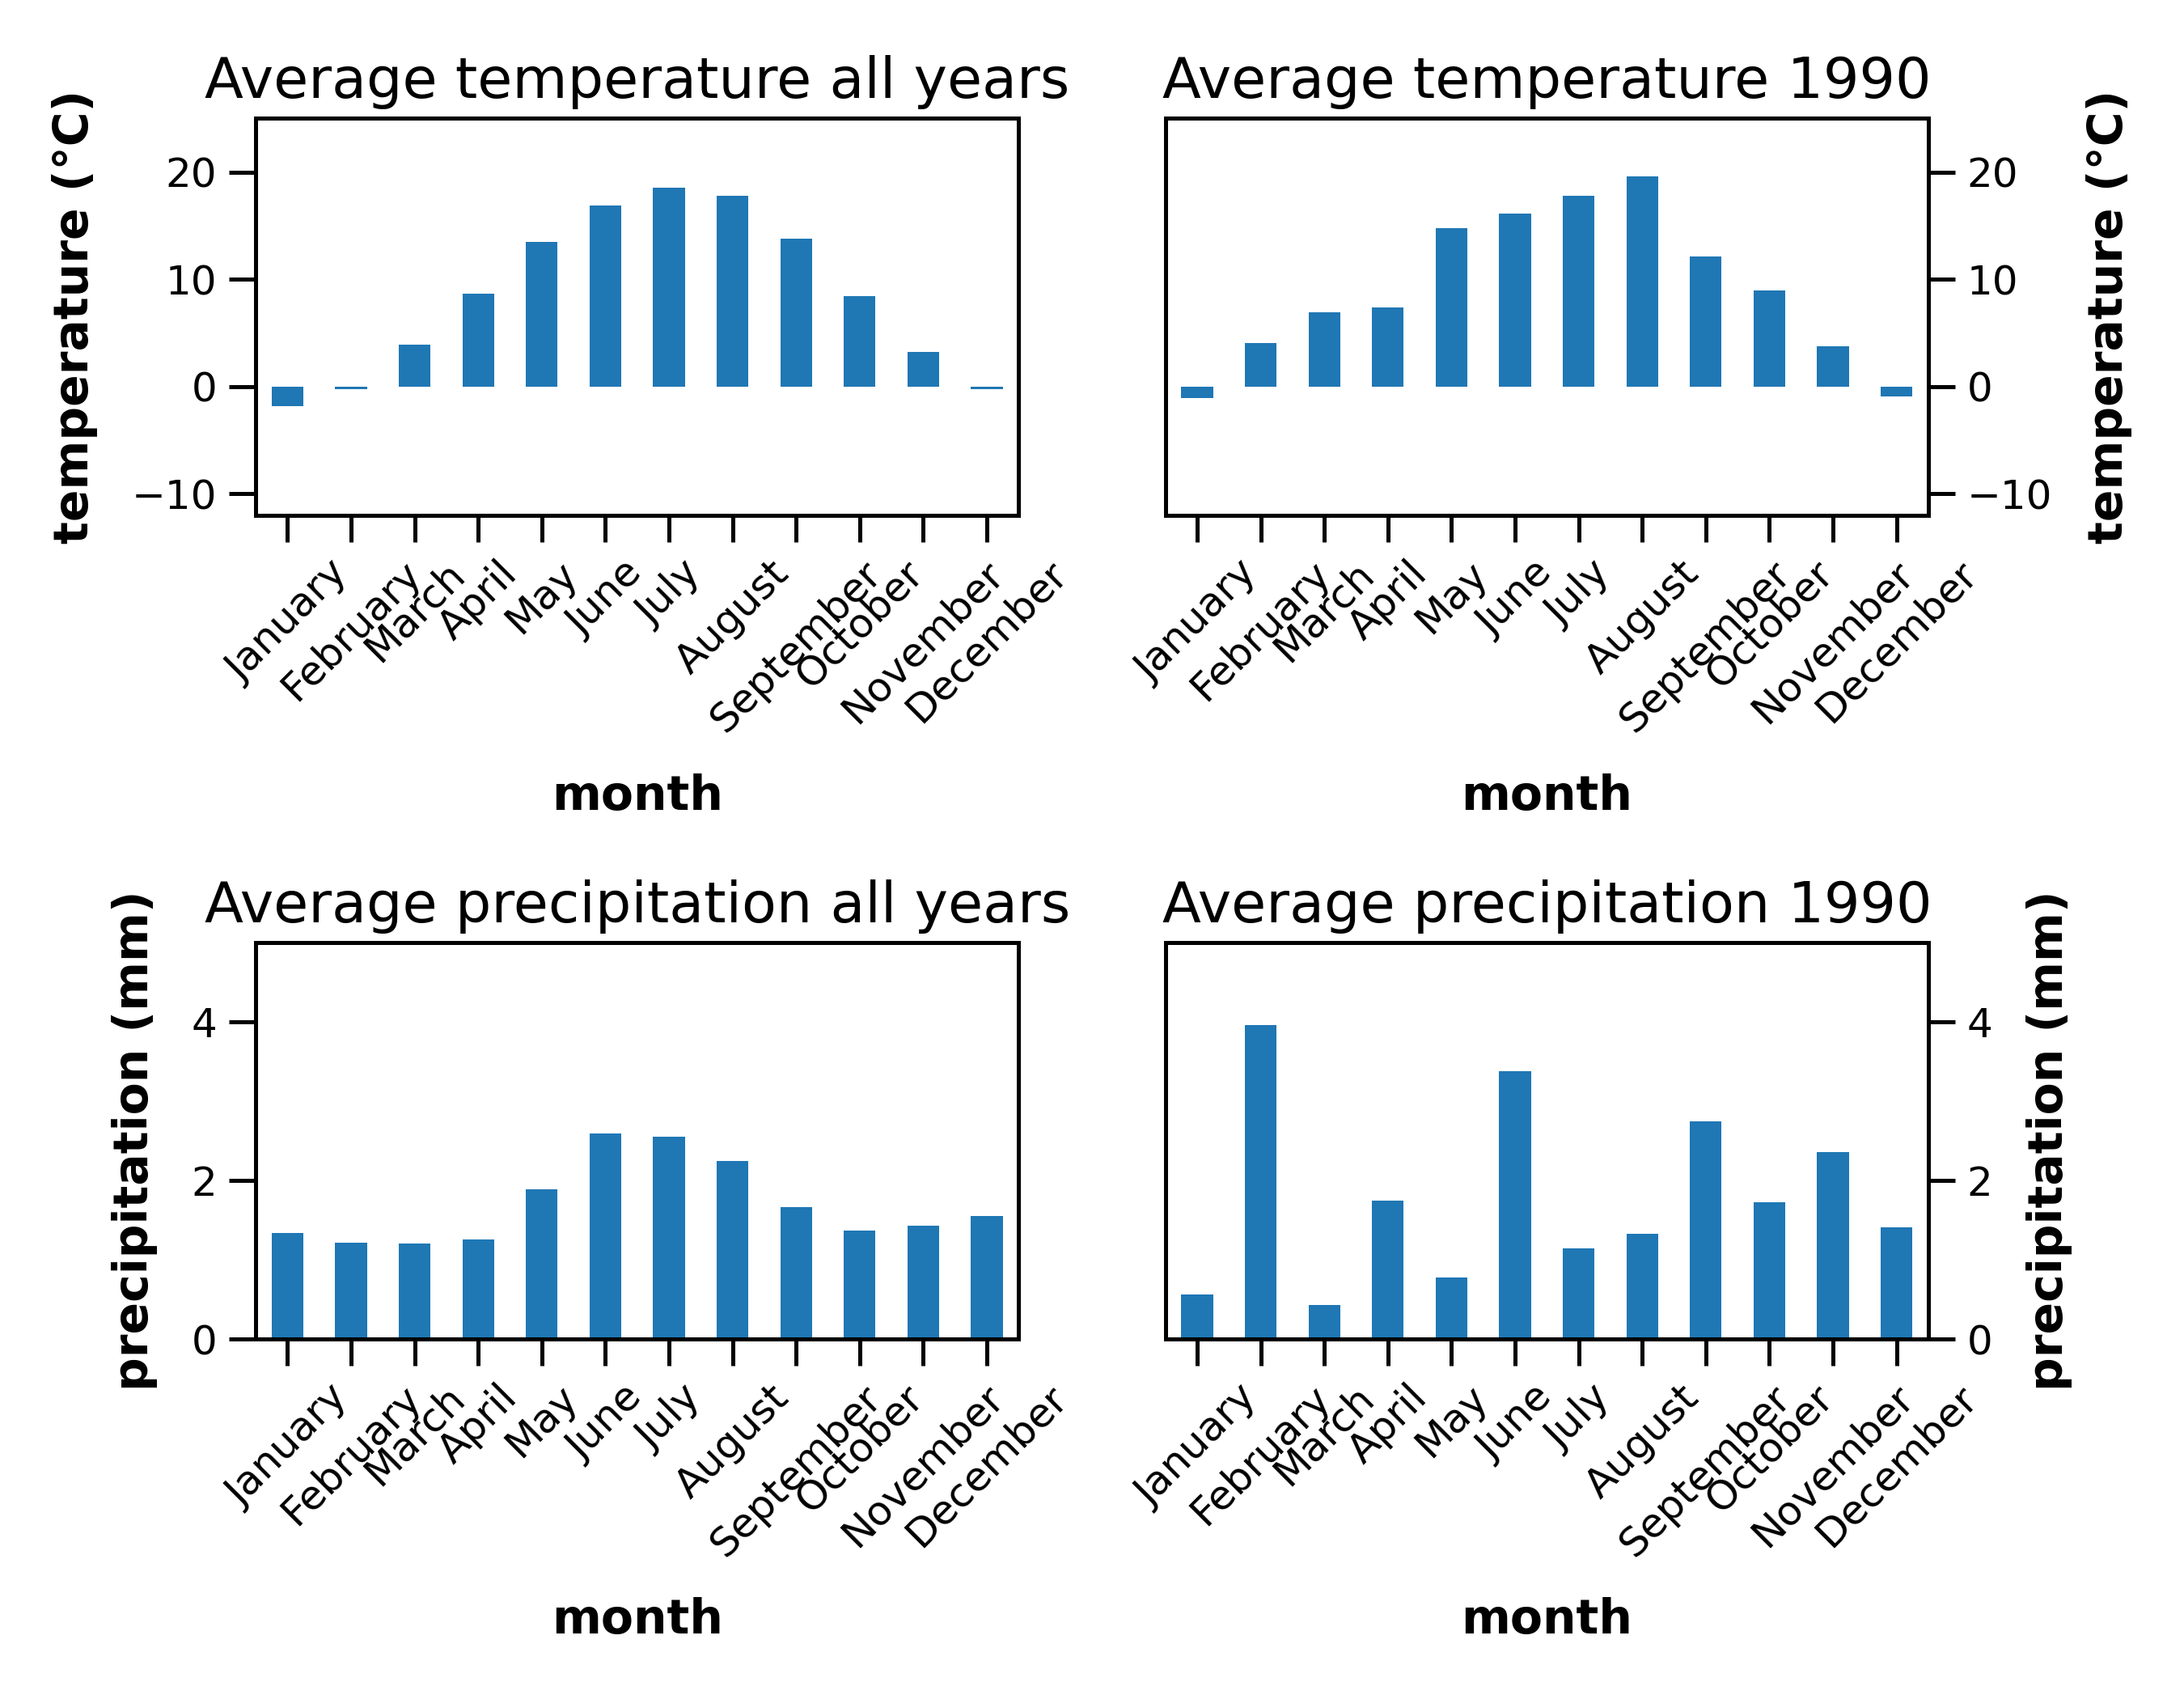 Average temperature all years
temperature (°C)
20
10
0
−10
January
February
March
April
May
June
July
August
September
October
November
December
month
Average temperature 1990
temperature (°C)
20
10
0
−10
January
February
March
April
May
June
July
August
September
October
November
December
month
Average precipitation all years
precipitation (mm)
4
2
0
January
February
March
April
May
June
July
August
September
October
November
December
month
Average precipitation 1990
precipitation (mm)
4
2
0
January
February
March
April
May
June
July
August
September
October
November
December
month